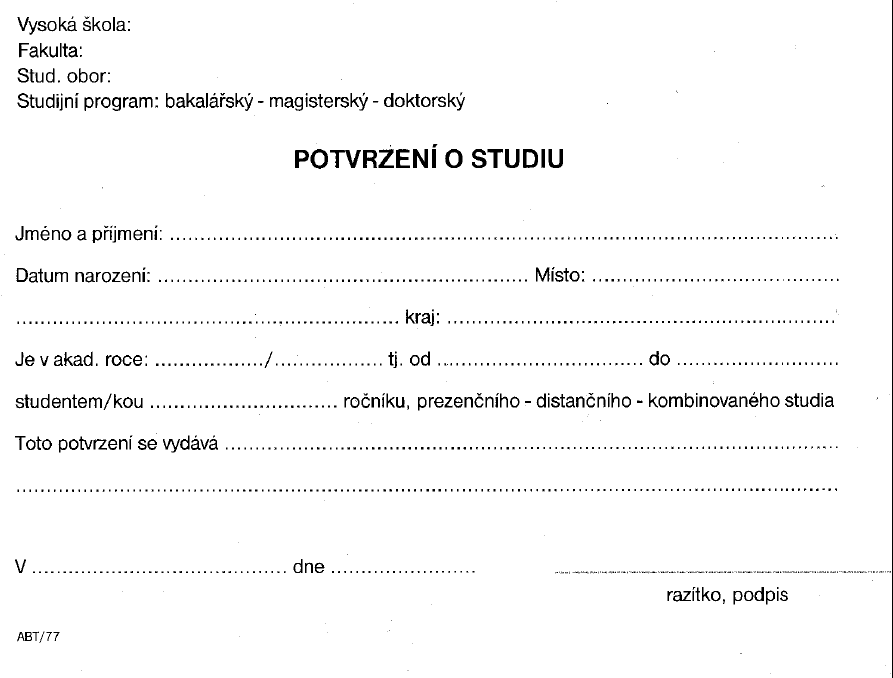 Vysoká škola:
Fakulta:
Stud. obor:
Studijní program: bakalářský - magisterský - doktorský
POTVRZENÍ O STUDIU
Jméno a příjmení: ........................................................................................................
Datum narození: ............................................................. Místo: .........................................
............................................................... kraj: ................................................................
Je v akad. roce: ................../.................. tj. od .................................. do ...........................
studentem/kou ............................... ročníku, prezenčního - distančního - kombinovaného studia
Toto potvrzení se vydává ....................................................................................................
........................................................................................................................................
V .......................................... dne ........................ .......................................................
razítko, podpis
ABT/77